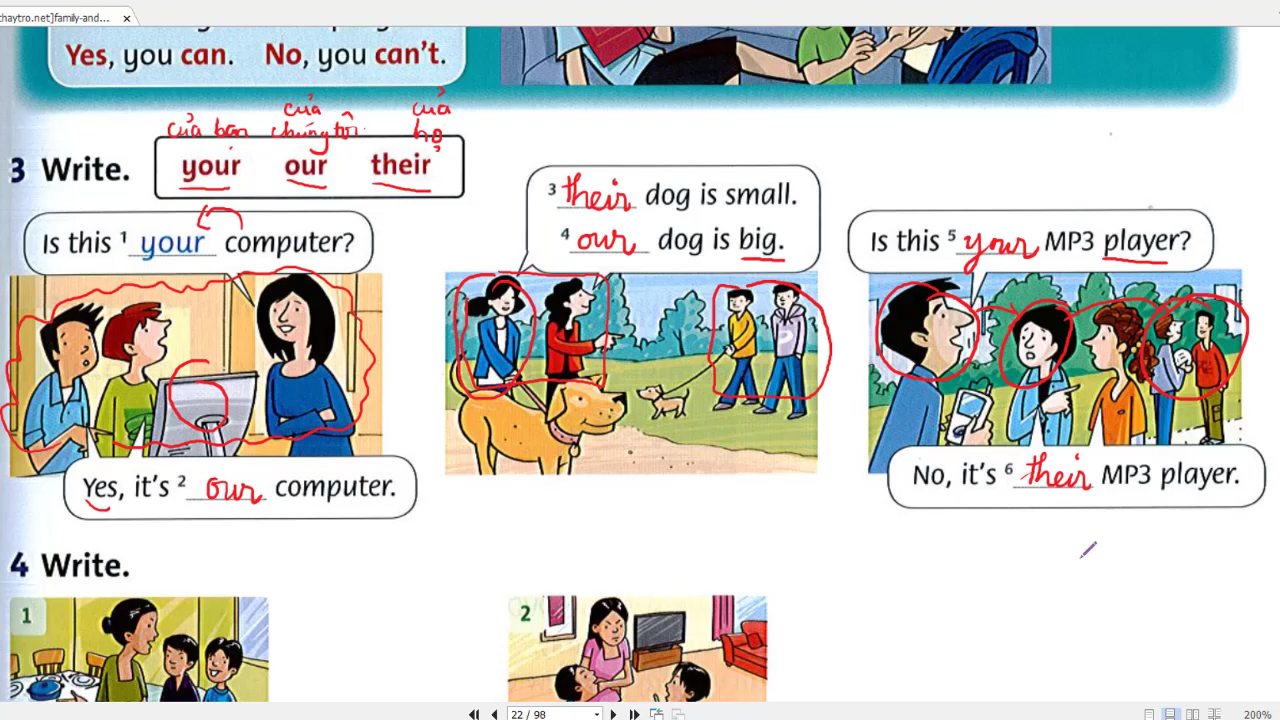 thaytro.net]family-and...
Yes, you can. No, you can't.
của bạn
của chúng tôi
của họ
3 Write.
your our their
Is this 1 your computer?
Yes, it's 2 our computer.
3 their dog is small.
4 our dog is big.
Is this 5 your MP3 player?
No, it's 6 their MP3 player.
4 Write.
1
2
22 / 98
200%